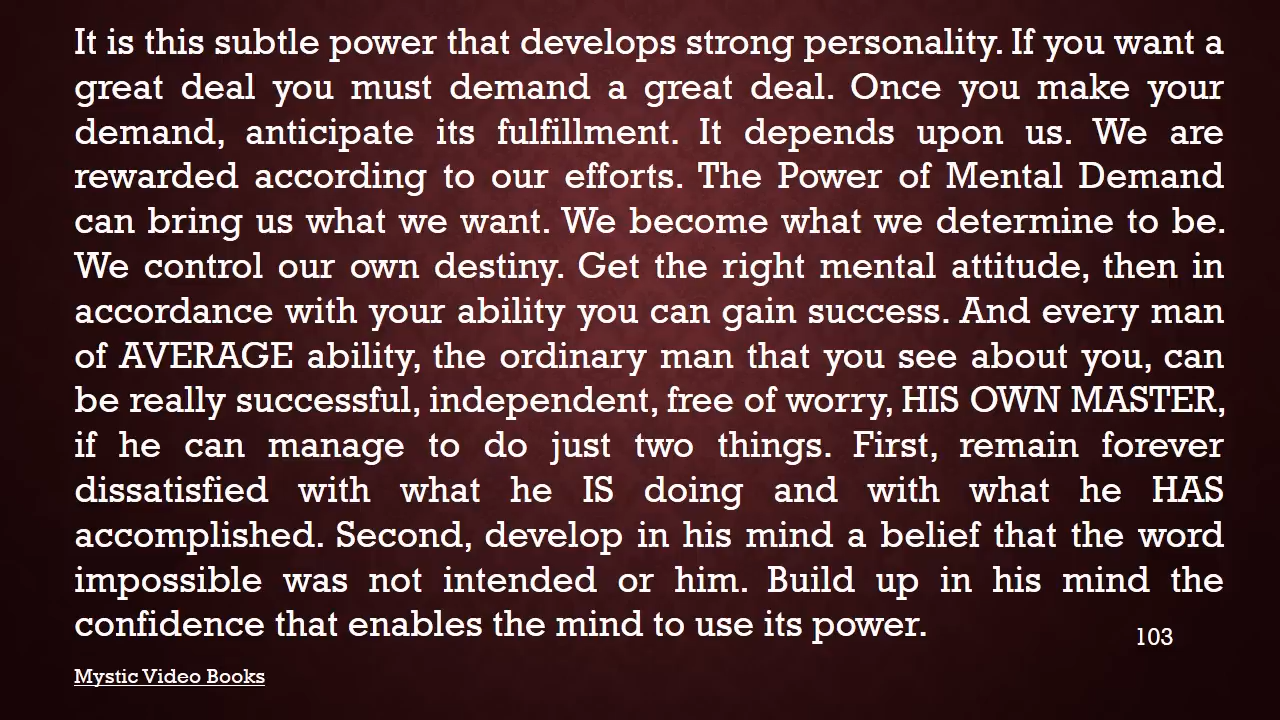 It is this subtle power that develops strong personality. If you want a
great deal you must demand a great deal. Once you make your
demand, anticipate its fulfillment. It depends upon us. We are
rewarded according to our efforts. The Power of Mental Demand
can bring us what we want. We become what we determine to be.
We control our own destiny. Get the right mental attitude, then in
accordance with your ability you can gain success. And every man
of AVERAGE ability, the ordinary man that you see about you, can
be really successful, independent, free of worry, HIS OWN MASTER,
if he can manage to do just two things. First, remain forever
dissatisfied with what he IS doing and with what he HAS
accomplished. Second, develop in his mind a belief that the word
impossible was not intended or him. Build up in his mind the
confidence that enables the mind to use its power.
103
Mystic Video Books